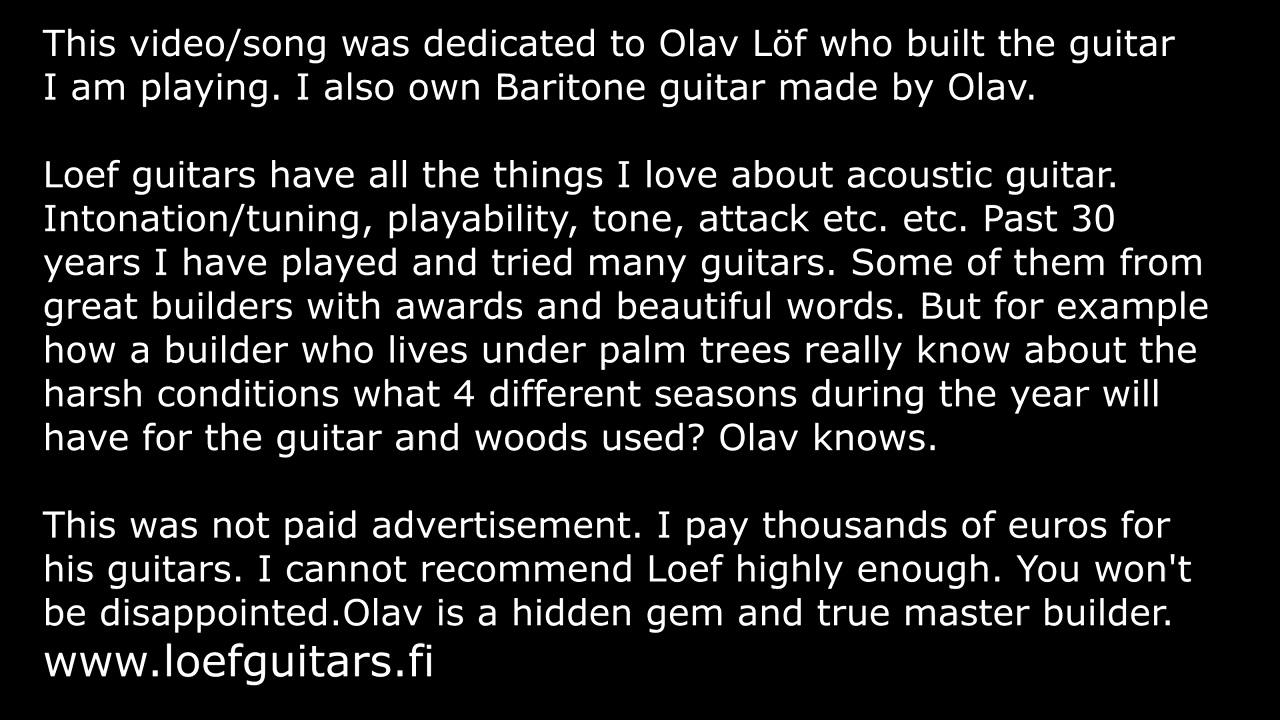 This video/song was dedicated to Olav Löf who built the guitar
I am playing. I also own Baritone guitar made by Olav.
Loef guitars have all the things I love about acoustic guitar.
Intonation/tuning, playability, tone, attack etc. etc. Past 30
years I have played and tried many guitars. Some of them from
great builders with awards and beautiful words. But for example
how a builder who lives under palm trees really know about the
harsh conditions what 4 different seasons during the year will
have for the guitar and woods used? Olav knows.
This was not paid advertisement. I pay thousands of euros for
his guitars. I cannot recommend Loef highly enough. You won't
be disappointed.Olav is a hidden gem and true master builder.
www.loefguitars.fi